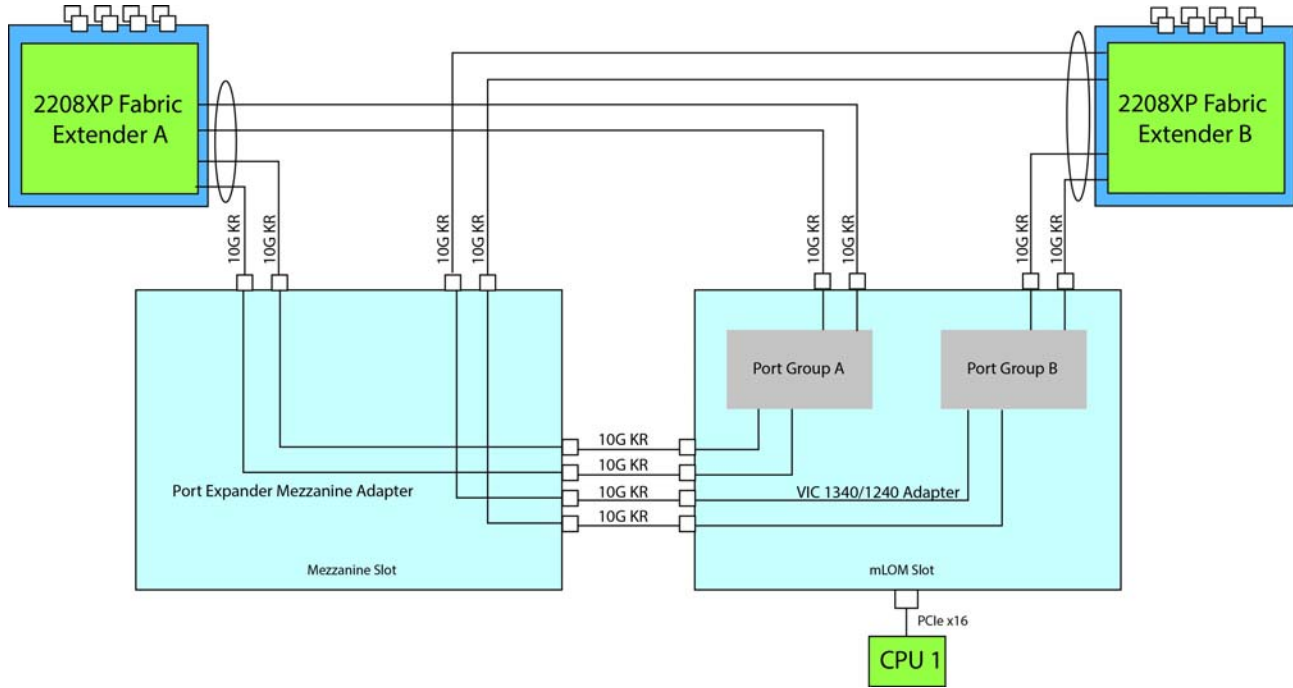 2208XP Fabric
Extender A
2208XP Fabric
Extender B
10G KR
10G KR
10G KR
10G KR
10G KR
10G KR
10G KR
10G KR
Port Group A
Port Group B
10G KR
10G KR
10G KR
10G KR
Port Expander Mezzanine Adapter
VIC 1340/1240 Adapter
Mezzanine Slot
mLOM Slot
PCIe x16
CPU 1